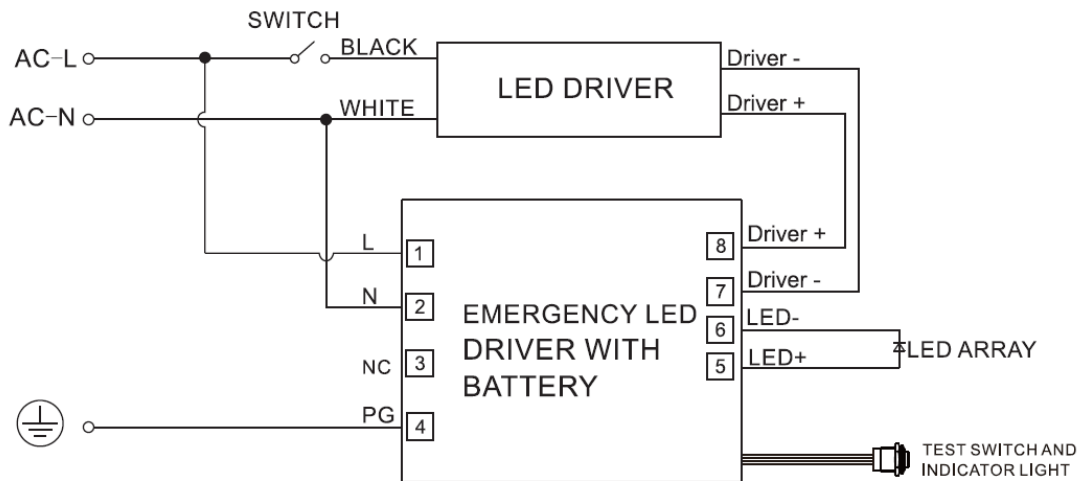 SWITCH
AC-L
BLACK
LED DRIVER
Driver -
Driver +
AC-N
WHITE
L
1
N
2
NC
3
PG
4
EMERGENCY LED
DRIVER WITH
BATTERY
8
Driver +
7
Driver -
6
LED-
5
LED+
LED ARRAY
TEST SWITCH AND
INDICATOR LIGHT